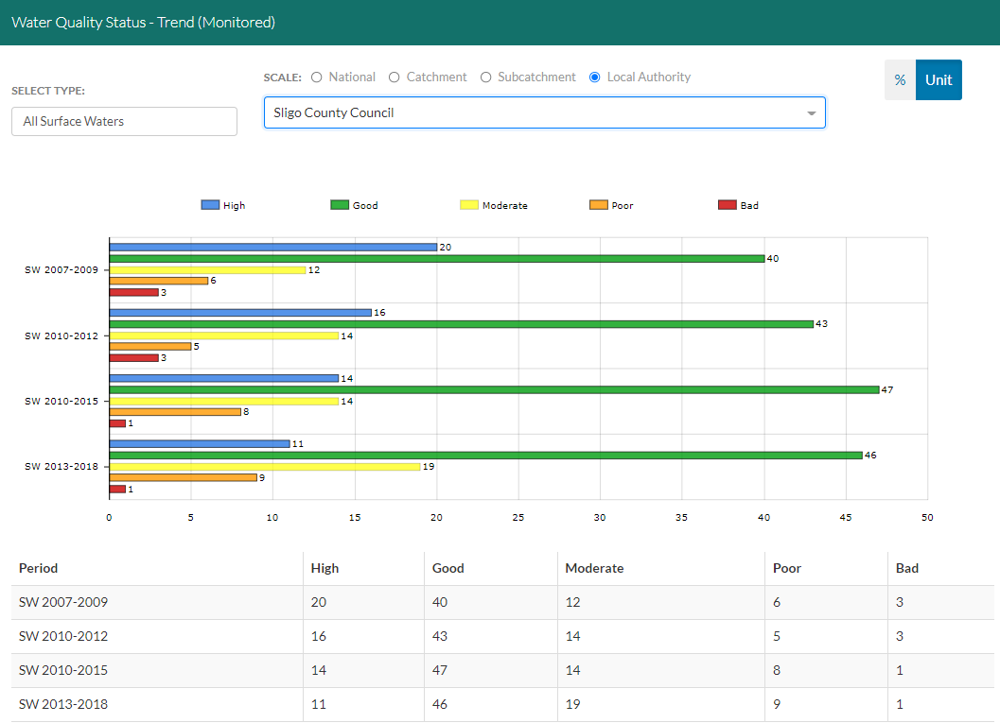 Water Quality Status - Trend (Monitored)
SCALE: National Catchment Subcatchment Local Authority
% Unit
SELECT TYPE:
All Surface Waters
Sligo County Council
High Good Moderate Poor Bad
SW 2007-2009
20
40
12
6
3
SW 2010-2012
16
43
14
5
3
SW 2010-2015
14
47
14
8
1
SW 2013-2018
11
46
19
9
1
0 5 10 15 20 25 30 35 40 45 50
Period High Good Moderate Poor Bad
SW 2007-2009 20 40 12 6 3
SW 2010-2012 16 43 14 5 3
SW 2010-2015 14 47 14 8 1
SW 2013-2018 11 46 19 9 1